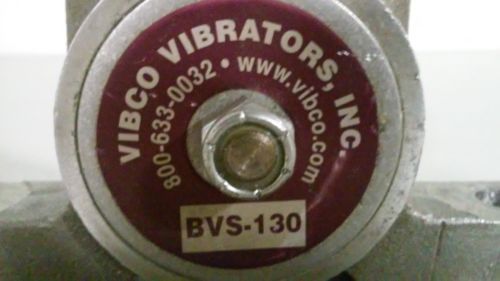 VIBCO VIBRATORS, INC
800-633-0032 • www.vibco.com
BVS-130